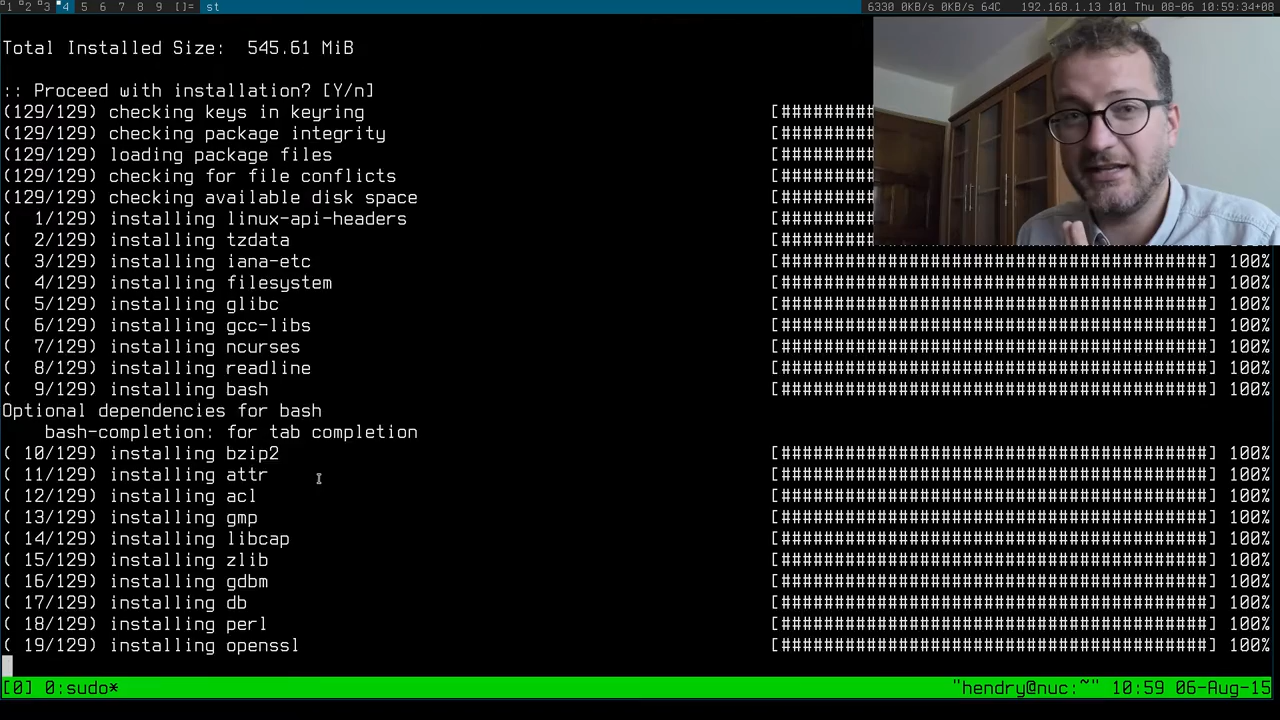 1 2 3 4 5 6 7 8 9 []= st 6330 0KB/s 0KB/s 64C 192.168.1.13 101 Thu 08-06 10:59:34+08
Total Installed Size:  545.61 MiB
:: Proceed with installation? [Y/n]
(129/129) checking keys in keyring [#########
(129/129) checking package integrity [#########
(129/129) loading package files [#########
(129/129) checking for file conflicts [#########
(129/129) checking available disk space [#########
(  1/129) installing linux-api-headers [#########
(  2/129) installing tzdata [#########
(  3/129) installing iana-etc [########################################] 100%
(  4/129) installing filesystem [########################################] 100%
(  5/129) installing glibc [########################################] 100%
(  6/129) installing gcc-libs [########################################] 100%
(  7/129) installing ncurses [########################################] 100%
(  8/129) installing readline [########################################] 100%
(  9/129) installing bash [########################################] 100%
Optional dependencies for bash
    bash-completion: for tab completion
( 10/129) installing bzip2 [########################################] 100%
( 11/129) installing attr [########################################] 100%
( 12/129) installing acl [########################################] 100%
( 13/129) installing gmp [########################################] 100%
( 14/129) installing libcap [########################################] 100%
( 15/129) installing zlib [########################################] 100%
( 16/129) installing gdbm [########################################] 100%
( 17/129) installing db [########################################] 100%
( 18/129) installing perl [########################################] 100%
( 19/129) installing openssl [########################################] 100%
[0] 0:sudo* "hendry@nuc:~" 10:59 06-Aug-15